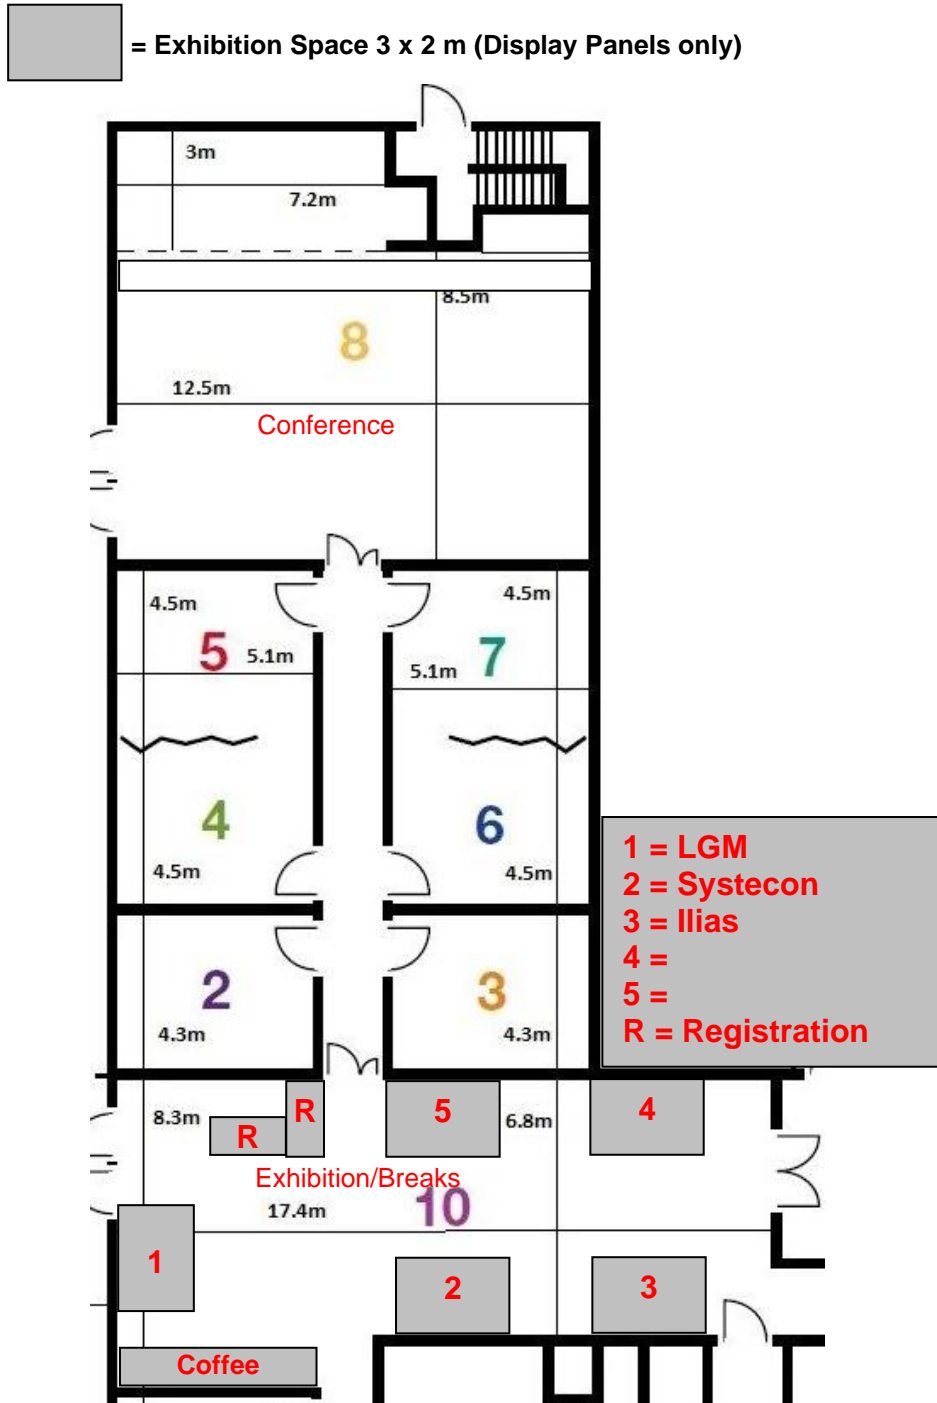 = Exhibition Space 3 x 2 m (Display Panels only)
3m
7.2m
8.5m
8
12.5m
Conference
4.5m
4.5m
5
5.1m
7
5.1m
4
6
4.5m
4.5m
1 = LGM
2 = Systecon
3 = Ilias
4 =
5 =
R = Registration
2
3
4.3m
4.3m
8.3m
R
R
5
6.8m
4
Exhibition/Breaks
10
17.4m
1
2
3
Coffee